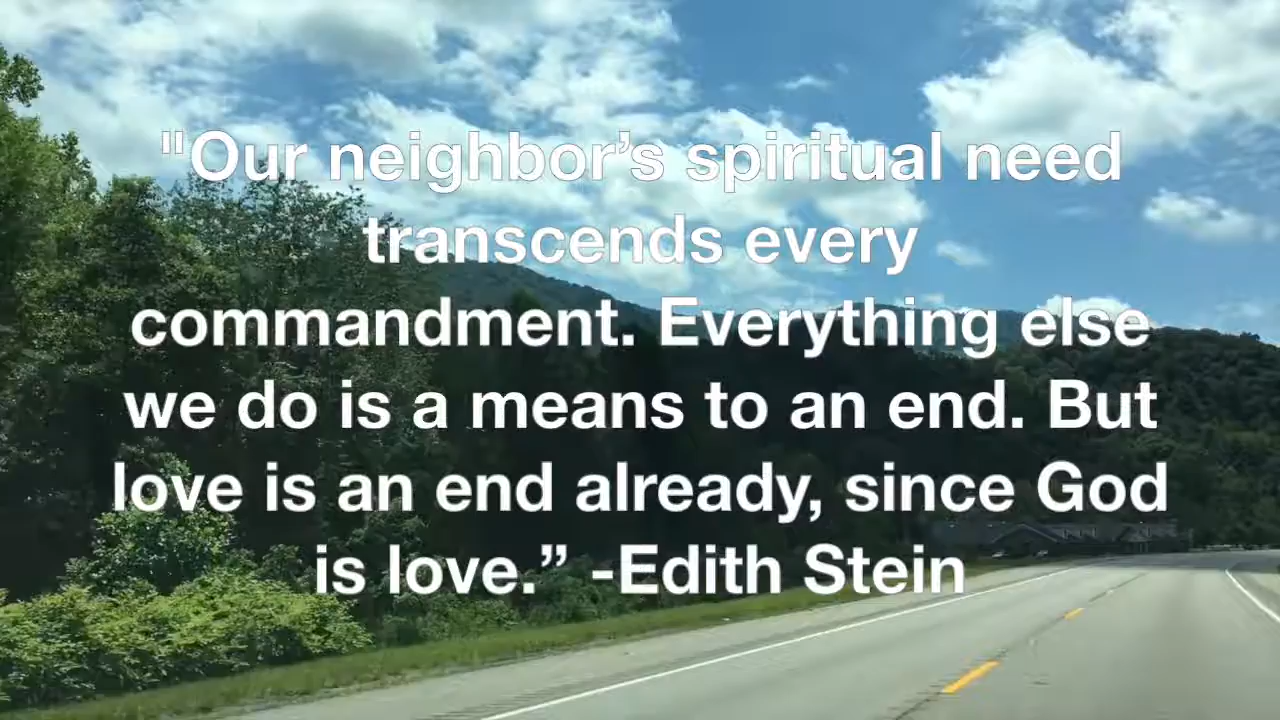 "Our neighbor’s spiritual need
transcends every
commandment. Everything else
we do is a means to an end. But
love is an end already, since God
is love.” -Edith Stein